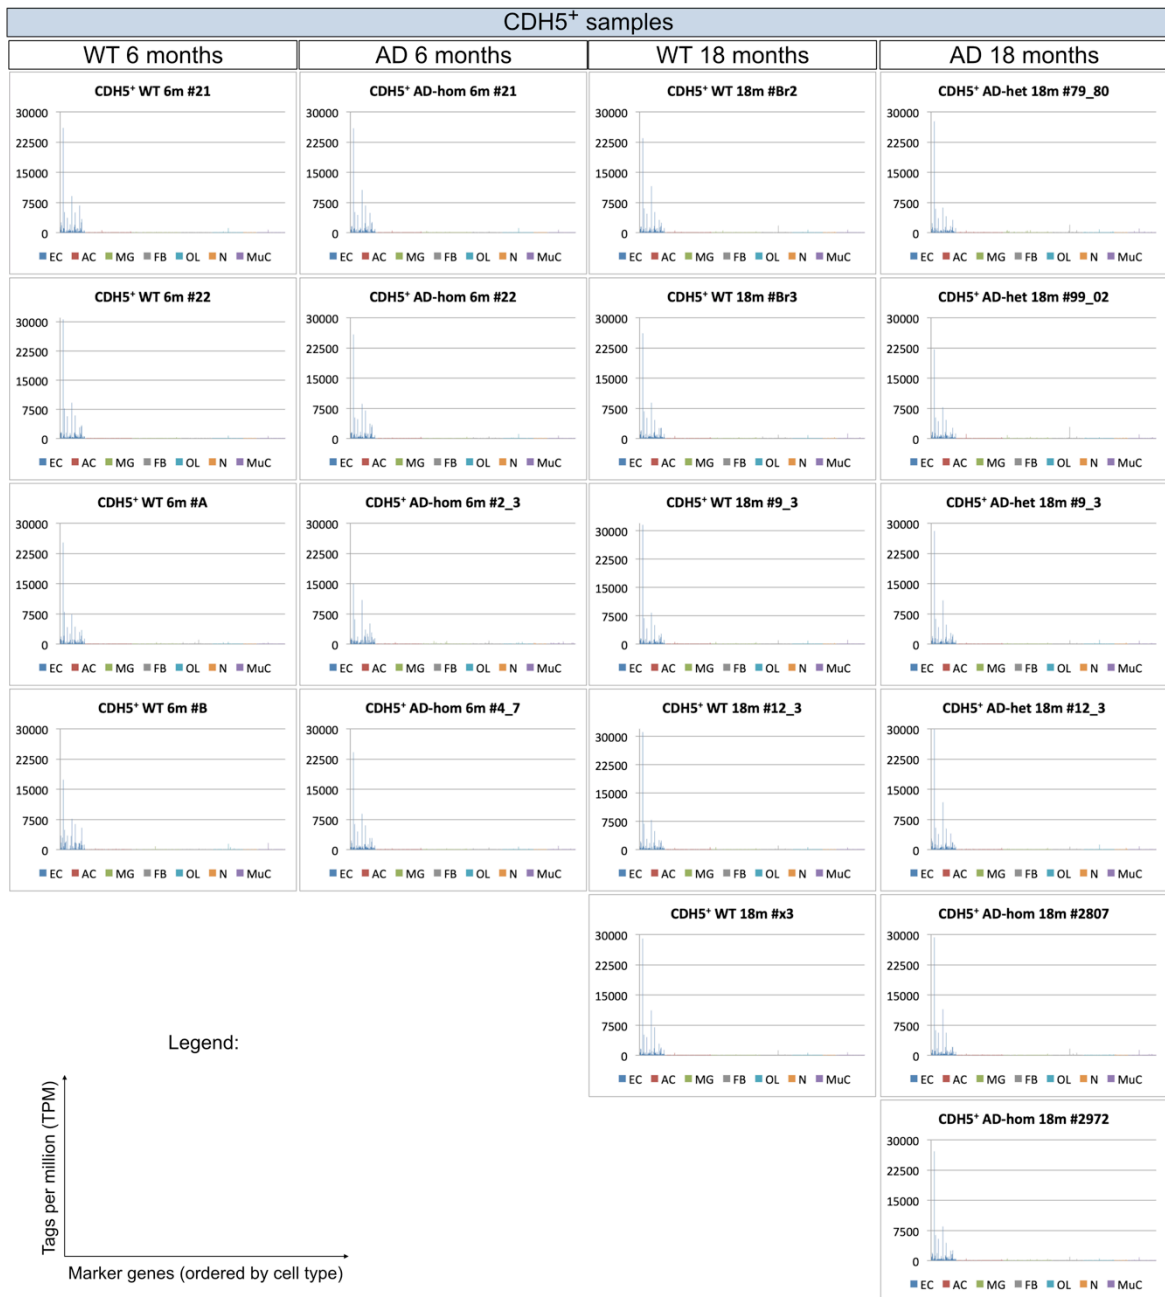 CDH5⁺ samples
WT 6 months
AD 6 months
WT 18 months
AD 18 months
CDH5⁺ WT 6m #21
30000
22500
15000
7500
0
EC AC MG FB OL N MuC
CDH5⁺ AD-hom 6m #21
30000
22500
15000
7500
0
EC AC MG FB OL N MuC
CDH5⁺ WT 18m #Br2
30000
22500
15000
7500
0
EC AC MG FB OL N MuC
CDH5⁺ AD-het 18m #79_80
30000
22500
15000
7500
0
EC AC MG FB OL N MuC
CDH5⁺ WT 6m #22
30000
22500
15000
7500
0
EC AC MG FB OL N MuC
CDH5⁺ AD-hom 6m #22
30000
22500
15000
7500
0
EC AC MG FB OL N MuC
CDH5⁺ WT 18m #Br3
30000
22500
15000
7500
0
EC AC MG FB OL N MuC
CDH5⁺ AD-het 18m #99_02
30000
22500
15000
7500
0
EC AC MG FB OL N MuC
CDH5⁺ WT 6m #A
30000
22500
15000
7500
0
EC AC MG FB OL N MuC
CDH5⁺ AD-hom 6m #2_3
30000
22500
15000
7500
0
EC AC MG FB OL N MuC
CDH5⁺ WT 18m #9_3
30000
22500
15000
7500
0
EC AC MG FB OL N MuC
CDH5⁺ AD-het 18m #9_3
30000
22500
15000
7500
0
EC AC MG FB OL N MuC
CDH5⁺ WT 6m #B
30000
22500
15000
7500
0
EC AC MG FB OL N MuC
CDH5⁺ AD-hom 6m #4_7
30000
22500
15000
7500
0
EC AC MG FB OL N MuC
CDH5⁺ WT 18m #12_3
30000
22500
15000
7500
0
EC AC MG FB OL N MuC
CDH5⁺ AD-het 18m #12_3
30000
22500
15000
7500
0
EC AC MG FB OL N MuC
CDH5⁺ WT 18m #x3
30000
22500
15000
7500
0
EC AC MG FB OL N MuC
CDH5⁺ AD-hom 18m #2807
30000
22500
15000
7500
0
EC AC MG FB OL N MuC
CDH5⁺ AD-hom 18m #2972
30000
22500
15000
7500
0
EC AC MG FB OL N MuC
Legend:
Tags per million (TPM)
Marker genes (ordered by cell type)